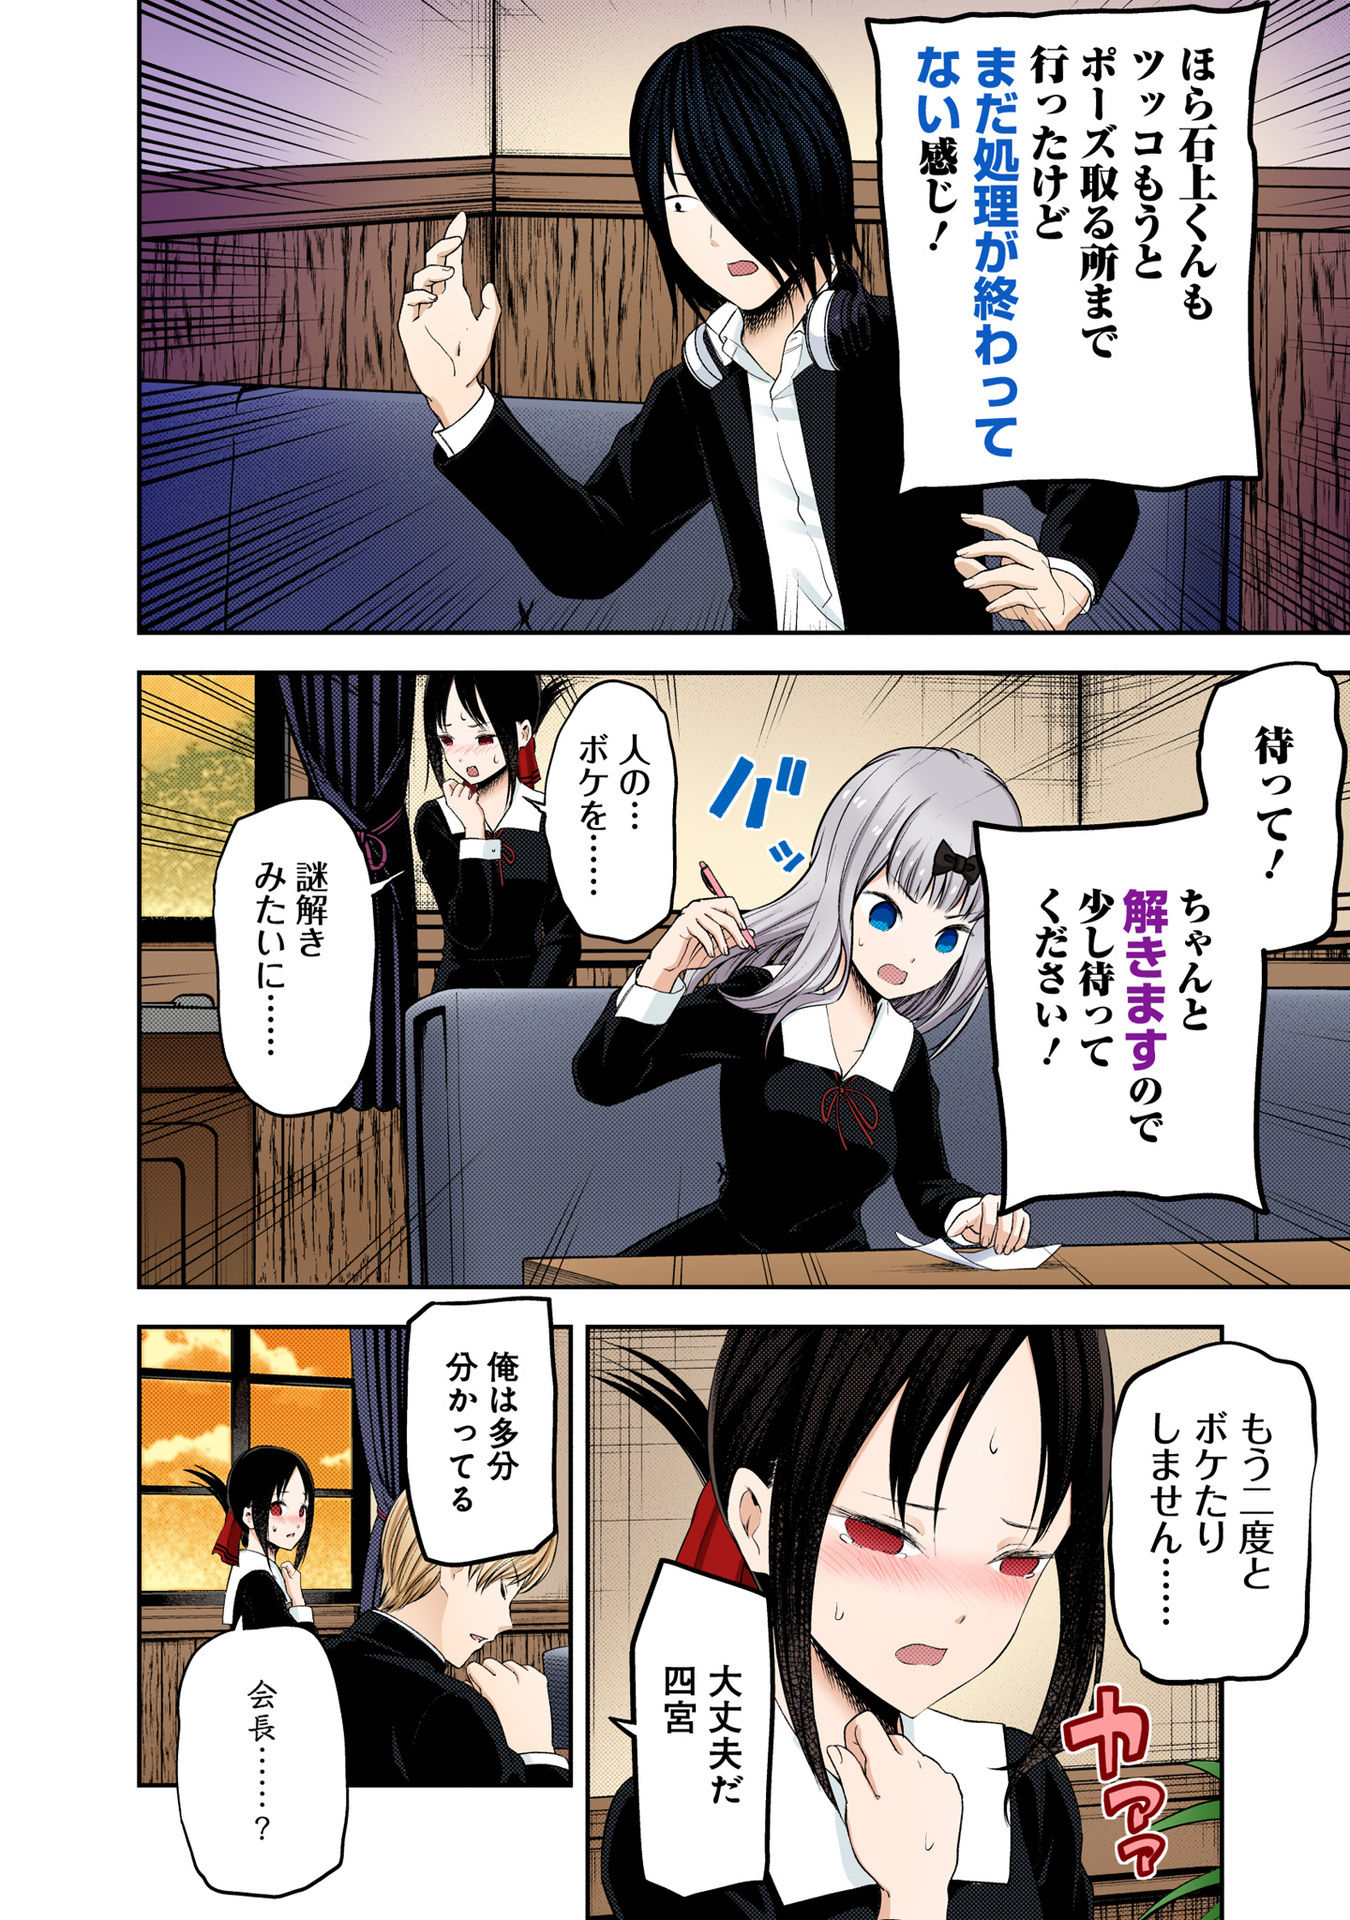 ほら石上くんも
ツッコもうと
ポーズ取る所まで
行ったけど
まだ処理が終わって
ない感じ!
待って!
ちゃんと
解きますので
少し待って
ください!
バッ
人の…
ボケを……
謎解き
みたいに……
もう二度と
ボケたり
しません……
カァァァ
大丈夫だ
四宮
俺は多分
分かってる
会長……?